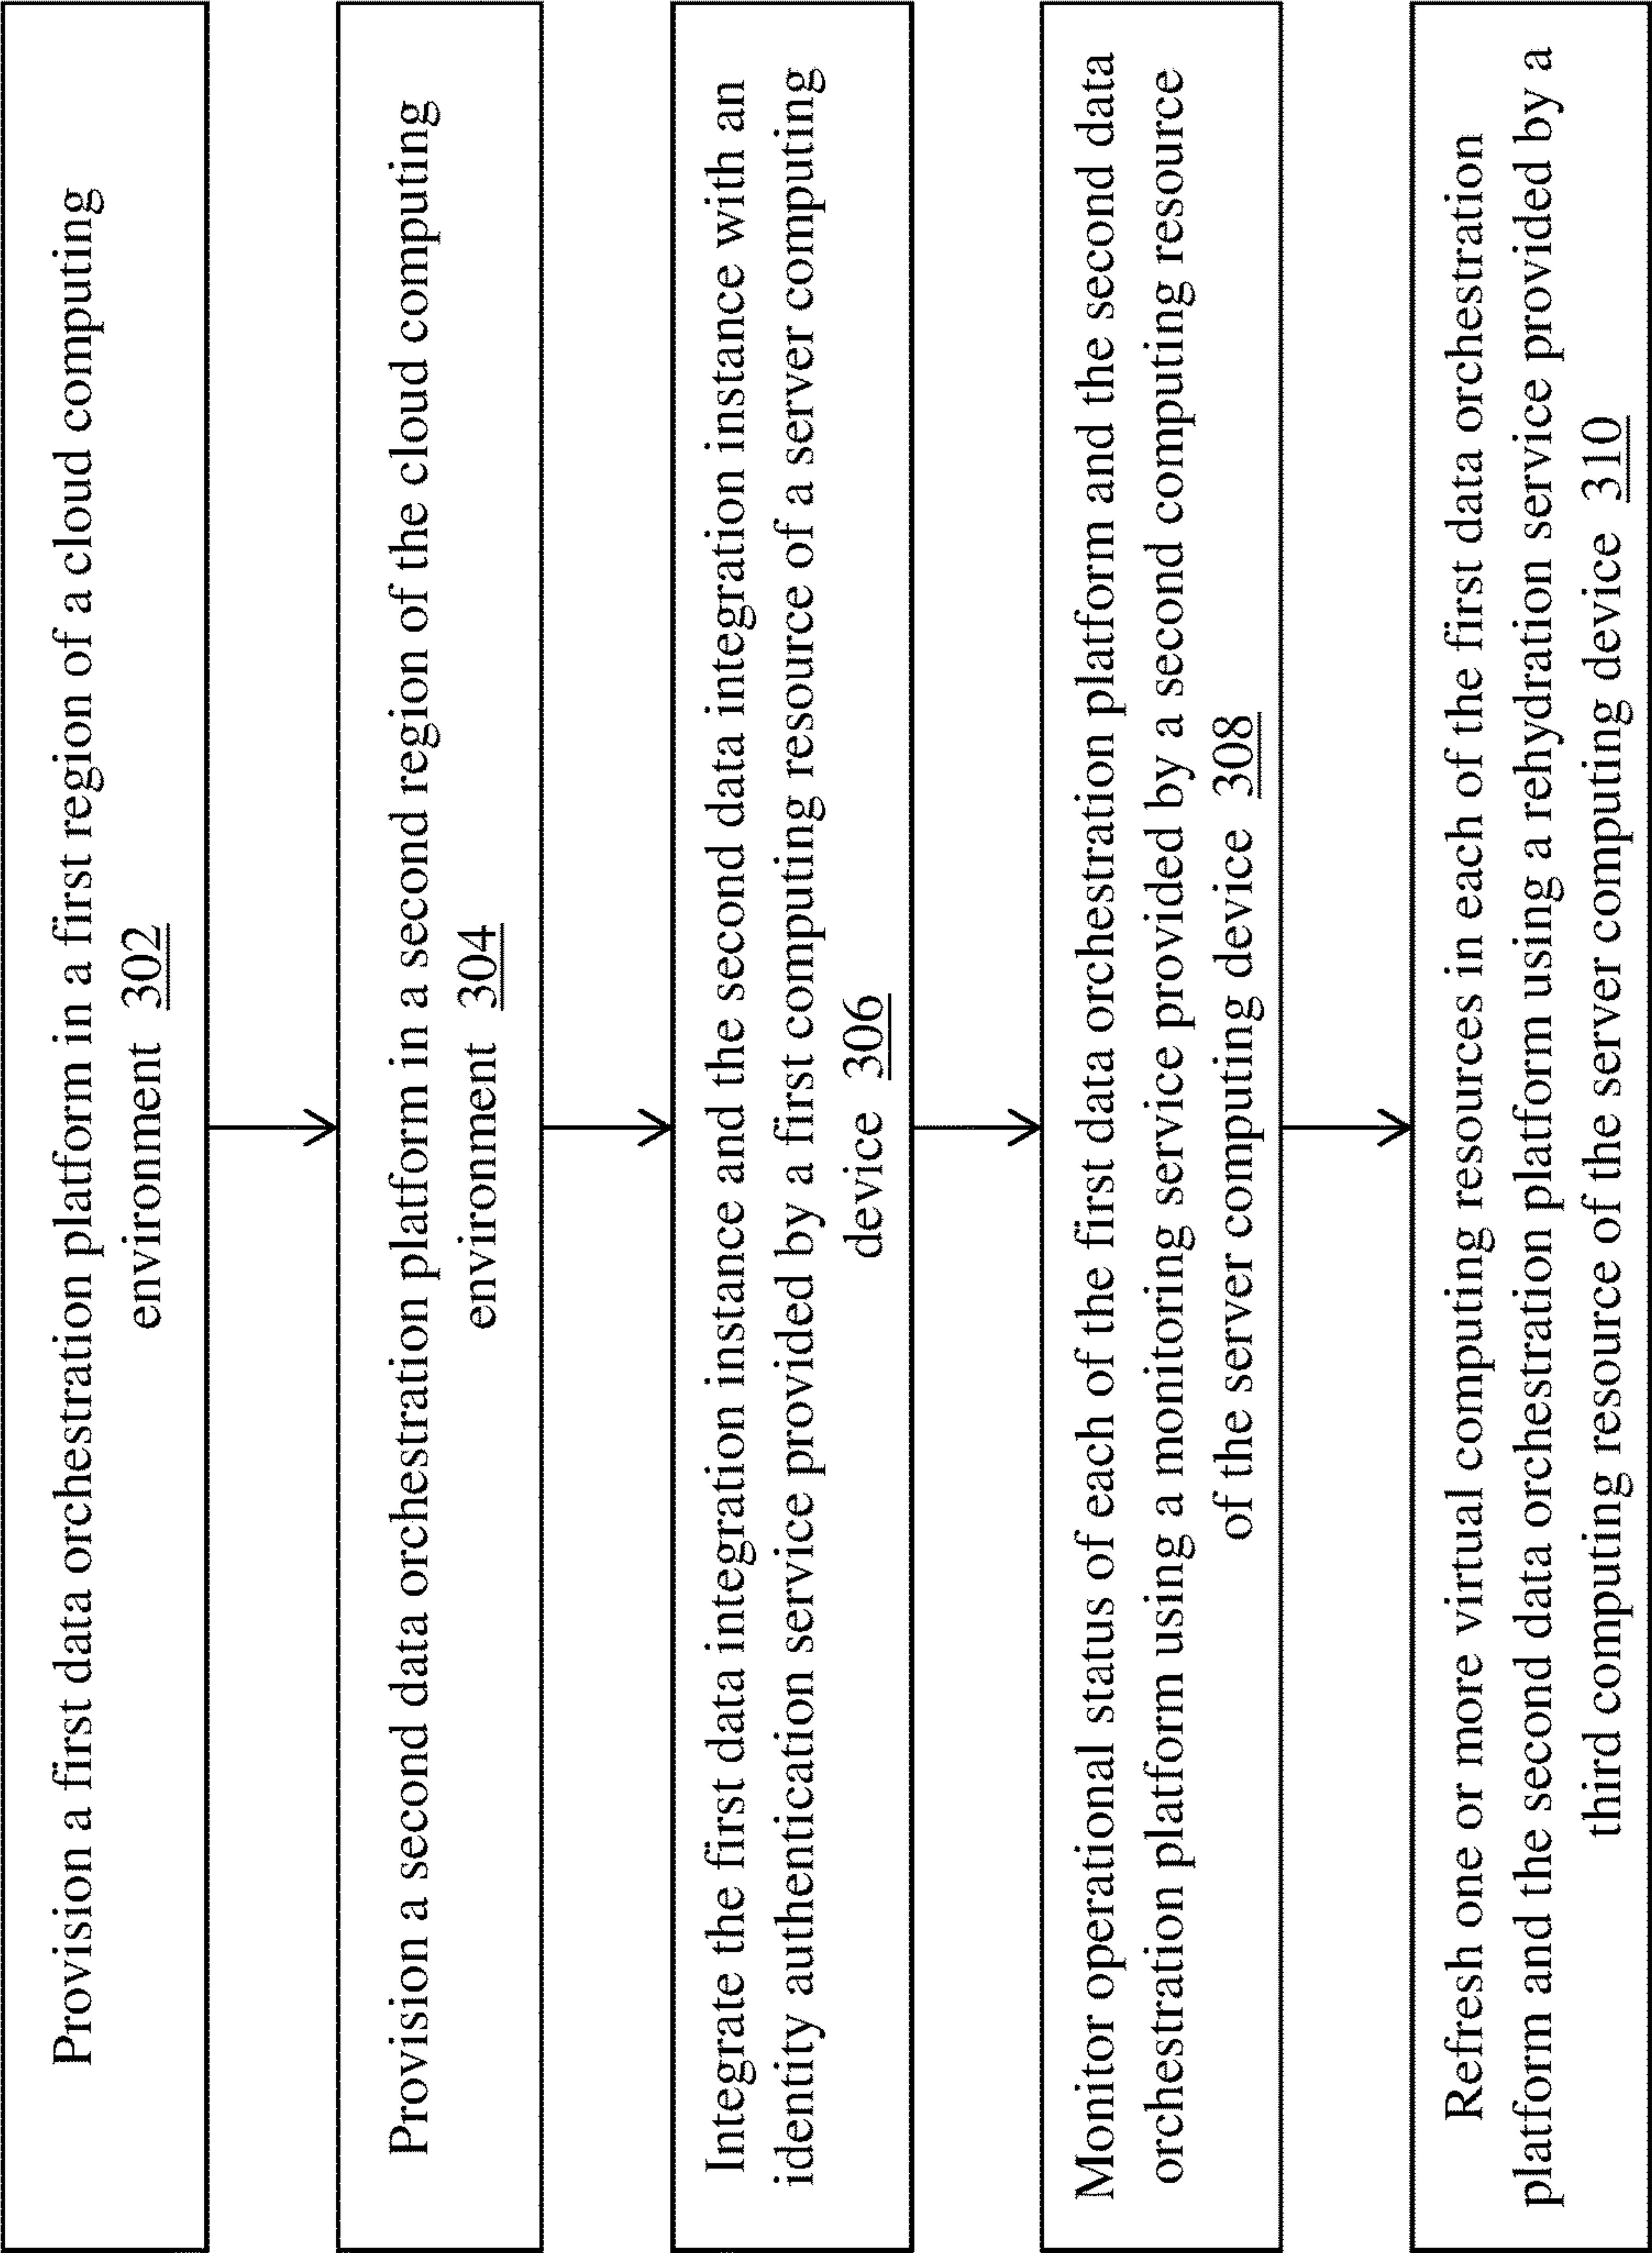 Provision a first data orchestration platform in a first region of a cloud computing
environment 302
Provision a second data orchestration platform in a second region of the cloud computing
environment 304
Integrate the first data integration instance and the second data integration instance with an
identity authentication service provided by a first computing resource of a server computing
device 306
Monitor operational status of each of the first data orchestration platform and the second data
orchestration platform using a monitoring service provided by a second computing resource
of the server computing device 308
Refresh one or more virtual computing resources in each of the first data orchestration
platform and the second data orchestration platform using a rehydration service provided by a
third computing resource of the server computing device 310